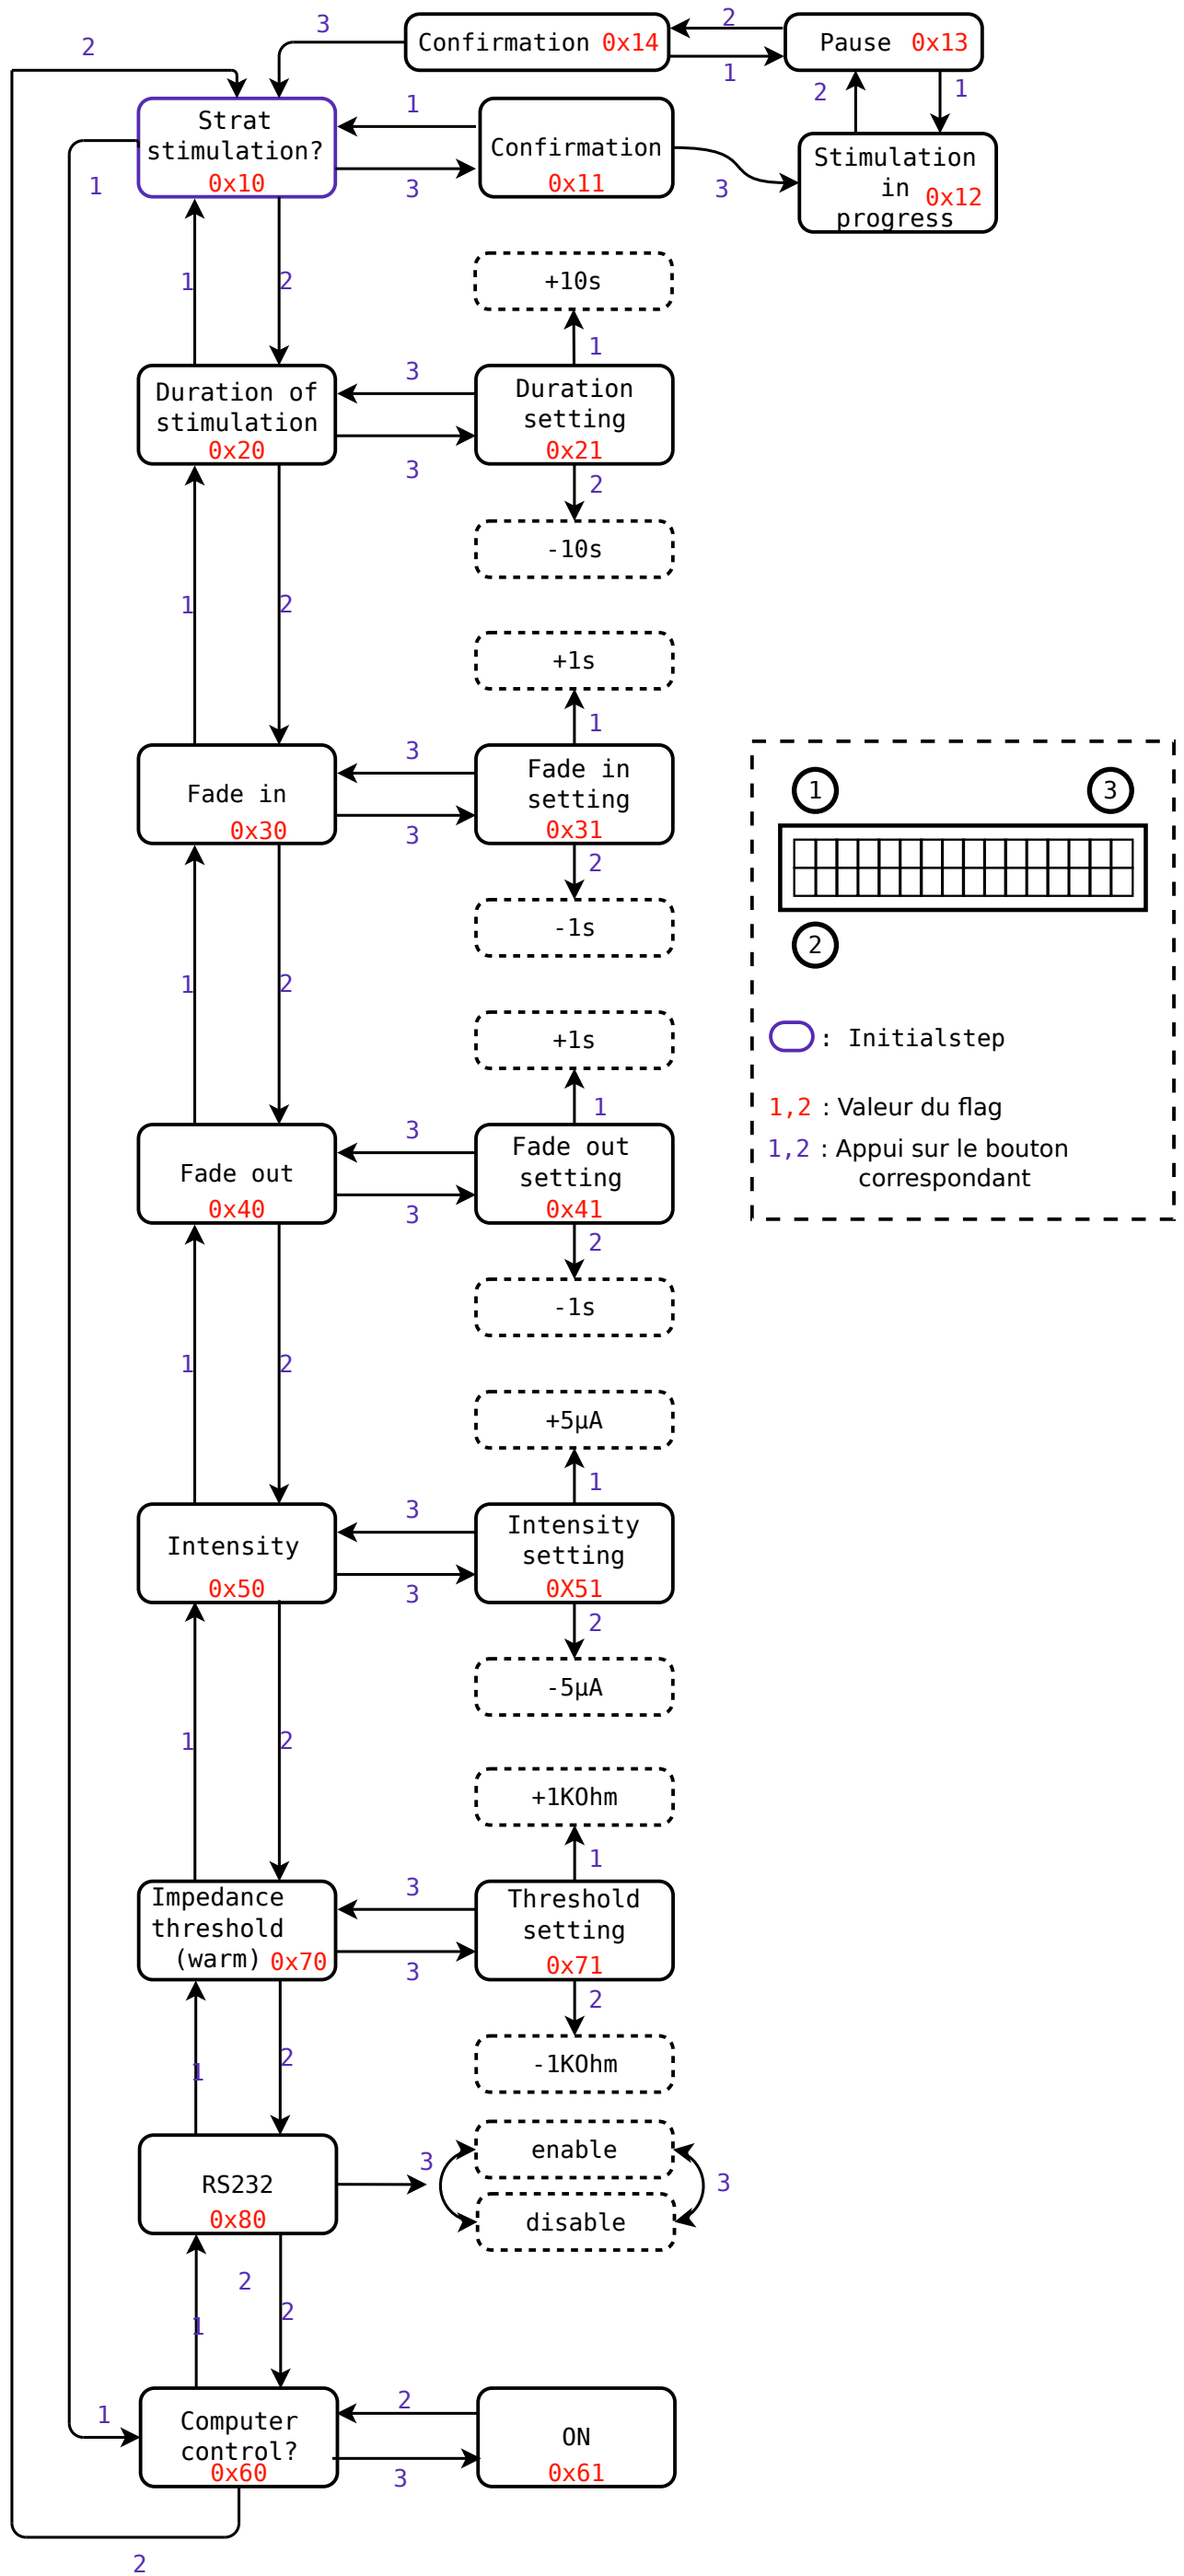 3
Confirmation 0x14
2
1
Pause 0x13
2
Strat
stimulation?
0x10
1
3
Confirmation
0x11
3
2
1
Stimulation
in 0x12
progress
1
1
2
+10s
1
Duration of
stimulation
0x20
3
3
Duration
setting
0x21
2
-10s
1
2
+1s
1
Fade in
0x30
3
3
Fade in
setting
0x31
2
-1s
1
2
+1s
1
Fade out
0x40
3
3
Fade out
setting
0x41
2
-1s
1
2
+5µA
1
Intensity
0x50
3
3
Intensity
setting
0X51
2
-5µA
1
2
+1KOhm
1
Impedance
threshold
(warm) 0x70
3
3
Threshold
setting
0x71
2
-1KOhm
1
2
RS232
0x80
3
enable
disable
3
2
1
2
1
Computer
control?
0x60
2
3
ON
0x61
2
1
3
2
: Initialstep
1,2 : Valeur du flag
1,2 : Appui sur le bouton
correspondant